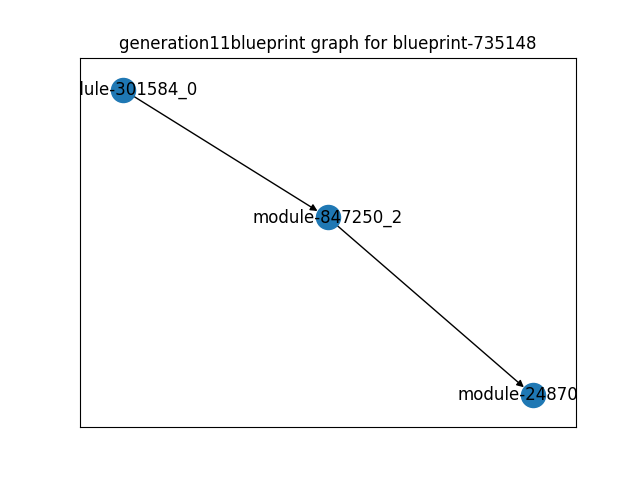 generation11blueprint graph for blueprint-735148
lule-301584_0
module-847250_2
module-24870